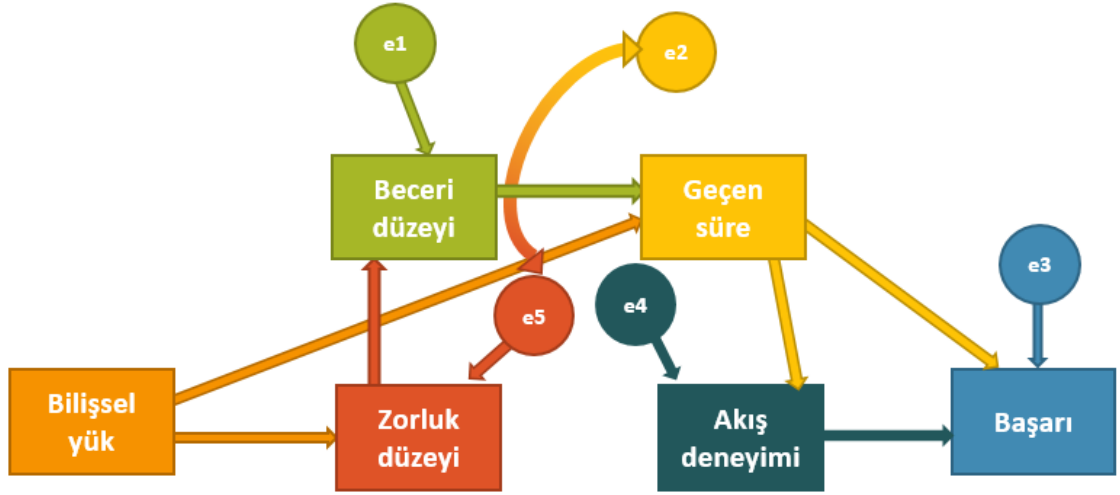 e1
e2
Beceri
düzeyi
Geçen
süre
e3
e5
e4
Bilişsel
yük
Zorluk
düzeyi
Akış
deneyimi
Başarı